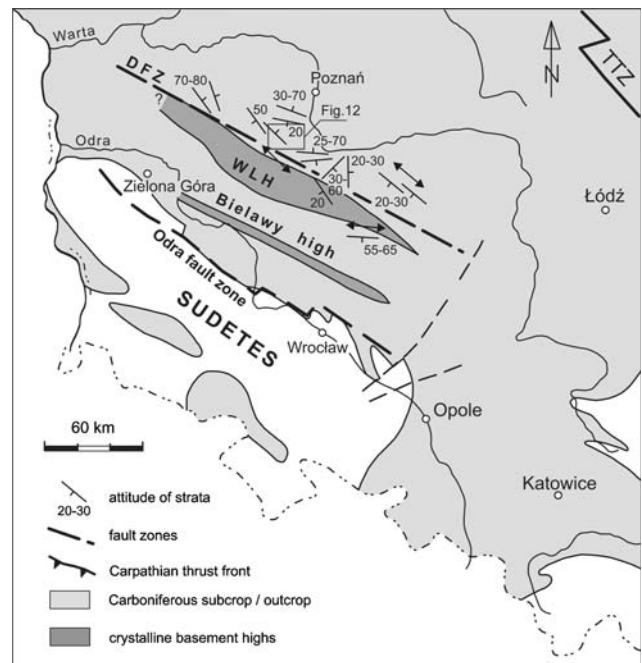 Warta
DFZ
70-80
Poznań
30-70
N
TTZ
?
50
Fig.12
20
25-70
Odra
WLH
20-30
Zielona Góra
30-
60
20
20-30
Łódź
Bielawy high
55-65
Odra fault zone
SUDETES
Wrocław
Opole
60 km
Katowice
attitude of strata
20-30
fault zones
Carpathian thrust front
Carboniferous subcrop / outcrop
crystalline basement highs